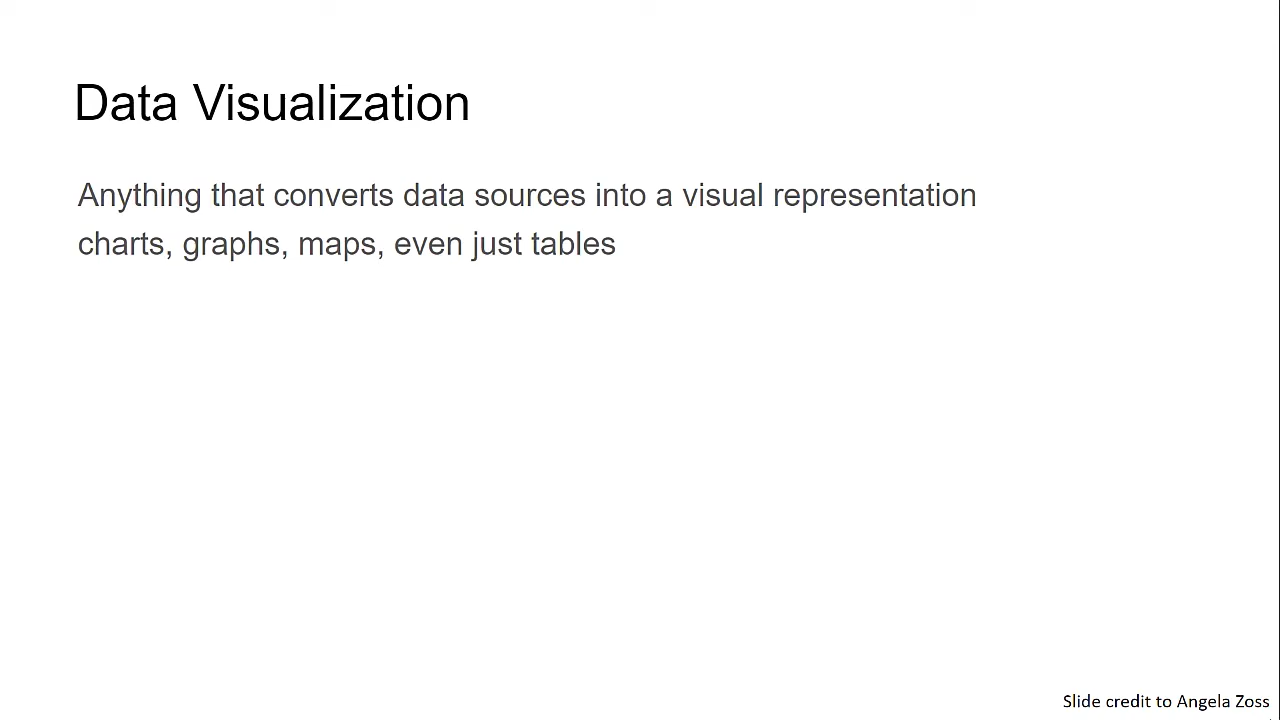 Data Visualization
Anything that converts data sources into a visual representation
charts, graphs, maps, even just tables
Slide credit to Angela Zoss